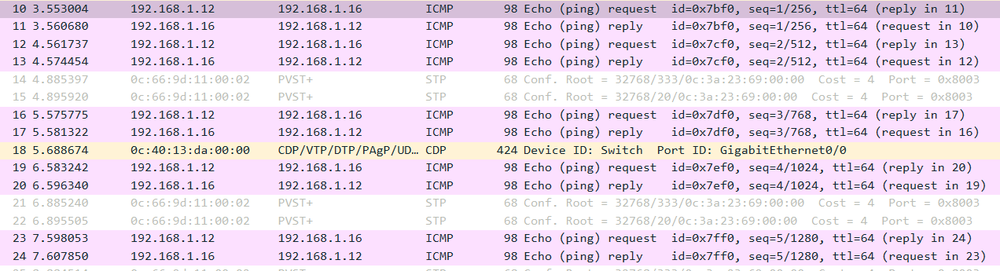 10 3.553004 192.168.1.12 192.168.1.16 ICMP 98 Echo (ping) request id=0x7bf0, seq=1/256, ttl=64 (reply in 11)
11 3.560680 192.168.1.16 192.168.1.12 ICMP 98 Echo (ping) reply id=0x7bf0, seq=1/256, ttl=64 (request in 10)
12 4.561737 192.168.1.12 192.168.1.16 ICMP 98 Echo (ping) request id=0x7cf0, seq=2/512, ttl=64 (reply in 13)
13 4.574454 192.168.1.16 192.168.1.12 ICMP 98 Echo (ping) reply id=0x7cf0, seq=2/512, ttl=64 (request in 12)
14 4.885397 0c:66:9d:11:00:02 PVST+ STP 68 Conf. Root = 32768/333/0c:3a:23:69:00:00 Cost = 4 Port = 0x8003
15 4.895920 0c:66:9d:11:00:02 PVST+ STP 68 Conf. Root = 32768/20/0c:3a:23:69:00:00 Cost = 4 Port = 0x8003
16 5.575775 192.168.1.12 192.168.1.16 ICMP 98 Echo (ping) request id=0x7df0, seq=3/768, ttl=64 (reply in 17)
17 5.581322 192.168.1.16 192.168.1.12 ICMP 98 Echo (ping) reply id=0x7df0, seq=3/768, ttl=64 (request in 16)
18 5.688674 0c:40:13:da:00:00 CDP/VTP/DTP/PAgP/UD… CDP 424 Device ID: Switch Port ID: GigabitEthernet0/0
19 6.583242 192.168.1.12 192.168.1.16 ICMP 98 Echo (ping) request id=0x7ef0, seq=4/1024, ttl=64 (reply in 20)
20 6.596340 192.168.1.16 192.168.1.12 ICMP 98 Echo (ping) reply id=0x7ef0, seq=4/1024, ttl=64 (request in 19)
21 6.885240 0c:66:9d:11:00:02 PVST+ STP 68 Conf. Root = 32768/333/0c:3a:23:69:00:00 Cost = 4 Port = 0x8003
22 6.895505 0c:66:9d:11:00:02 PVST+ STP 68 Conf. Root = 32768/20/0c:3a:23:69:00:00 Cost = 4 Port = 0x8003
23 7.598053 192.168.1.12 192.168.1.16 ICMP 98 Echo (ping) request id=0x7ff0, seq=5/1280, ttl=64 (reply in 24)
24 7.607850 192.168.1.16 192.168.1.12 ICMP 98 Echo (ping) reply id=0x7ff0, seq=5/1280, ttl=64 (request in 23)